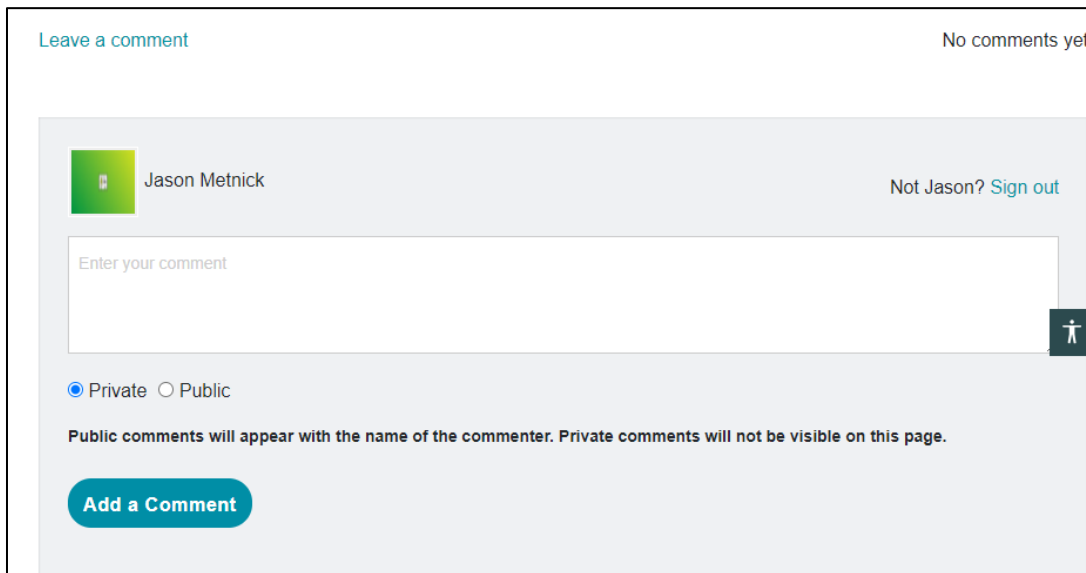 Leave a comment
No comments yet
Jason Metnick
Not Jason? Sign out
Enter your comment
Private Public
Public comments will appear with the name of the commenter. Private comments will not be visible on this page.
Add a Comment